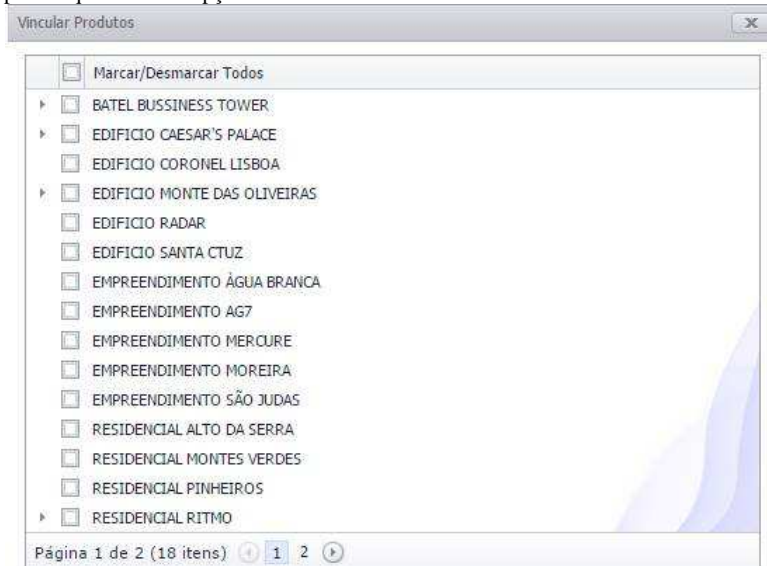 Vincular Produtos
Marcar/Desmarcar Todos
BATEL BUSSINESS TOWER
EDIFICIO CAESAR'S PALACE
EDIFICIO CORONEL LISBOA
EDIFICIO MONTE DAS OLIVEIRAS
EDIFICIO RADAR
EDIFICIO SANTA CTUZ
EMPREENDIMENTO ÁGUA BRANCA
EMPREENDIMENTO AG7
EMPREENDIMENTO MERCURE
EMPREENDIMENTO MOREIRA
EMPREENDIMENTO SÃO JUDAS
RESIDENCIAL ALTO DA SERRA
RESIDENCIAL MONTES VERDES
RESIDENCIAL PINHEIROS
RESIDENCIAL RITMO
Página 1 de 2 (18 itens) 1 2